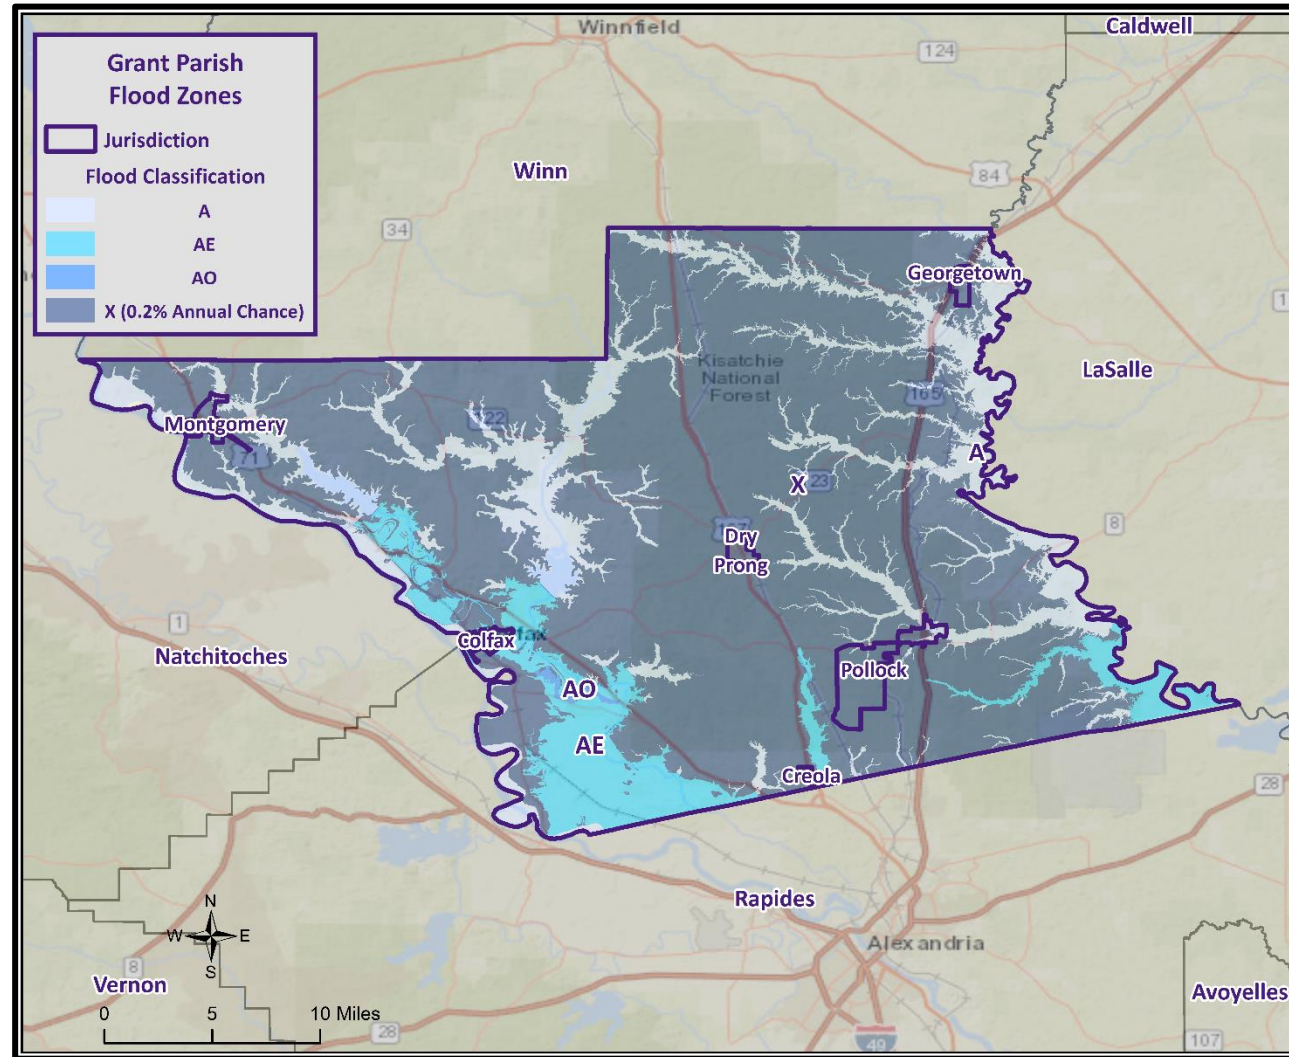 Winnfield
Caldwell
124
Grant Parish
Flood Zones
Jurisdiction
Flood Classification
A
AE
AO
X (0.2% Annual Chance)
Winn
84
34
Georgetown
Kisatchie
National
Forest
LaSalle
165
Montgomery
122
71
A
X
23
8
Dry
Prong
1
Natchitoches
Colfax
Pollock
AO
AE
Creola
28
Rapides
N
W
E
S
Alexandria
8
Vernon
Avoyelles
0
5
10 Miles
28
49
107